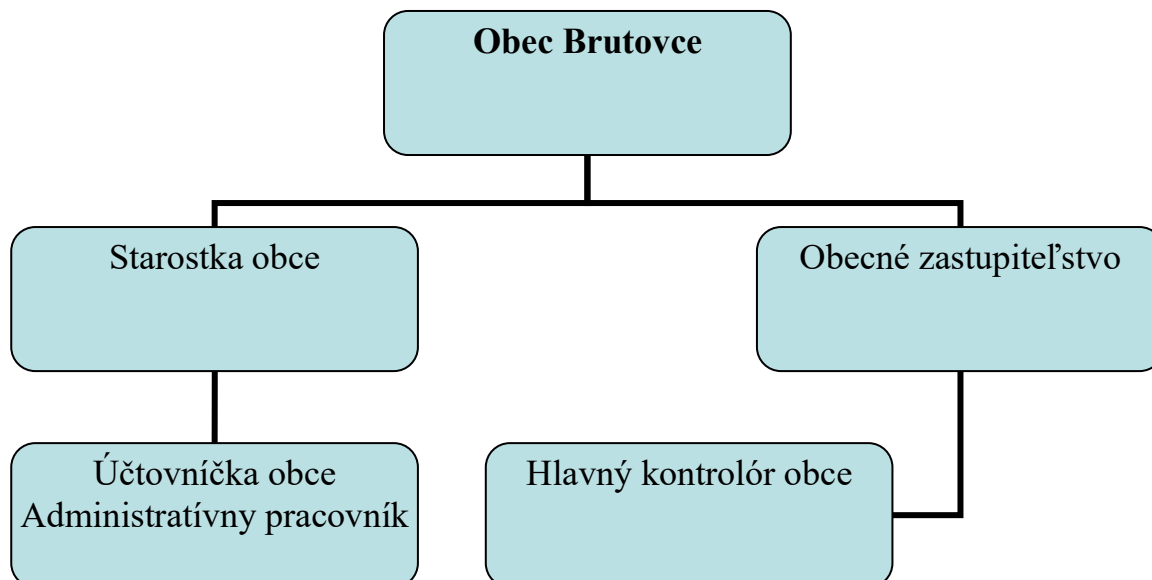 Obec Brutovce
Starostka obce
Obecné zastupiteľstvo
Účtovníčka obce
Administratívny pracovník
Hlavný kontrolór obce